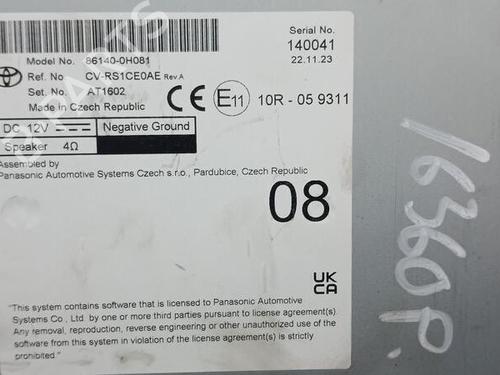 Serial No.
140041
22.11.23
Model No. 86140-0H081
Ref. No CV-RS1CE0AE Rev A
Set. No. AT1602
Made in Czech Republic
CE E11 10R - 05 9311
DC 12V Negative Ground
Speaker 4Ω
Assembled by
Panasonic Automotive Systems Czech s.r.o., Pardubice, Czech Republic
08
UK
CA
"This system contains software that is licensed to Panasonic Automotive
Systems by one or more third parties pursuant to license agreement(s).
Any removal, reproduction, reverse engineering or other unauthorized use of the
software from this system in violation of the license agreement(s) is strictly
prohibited."
16360P.